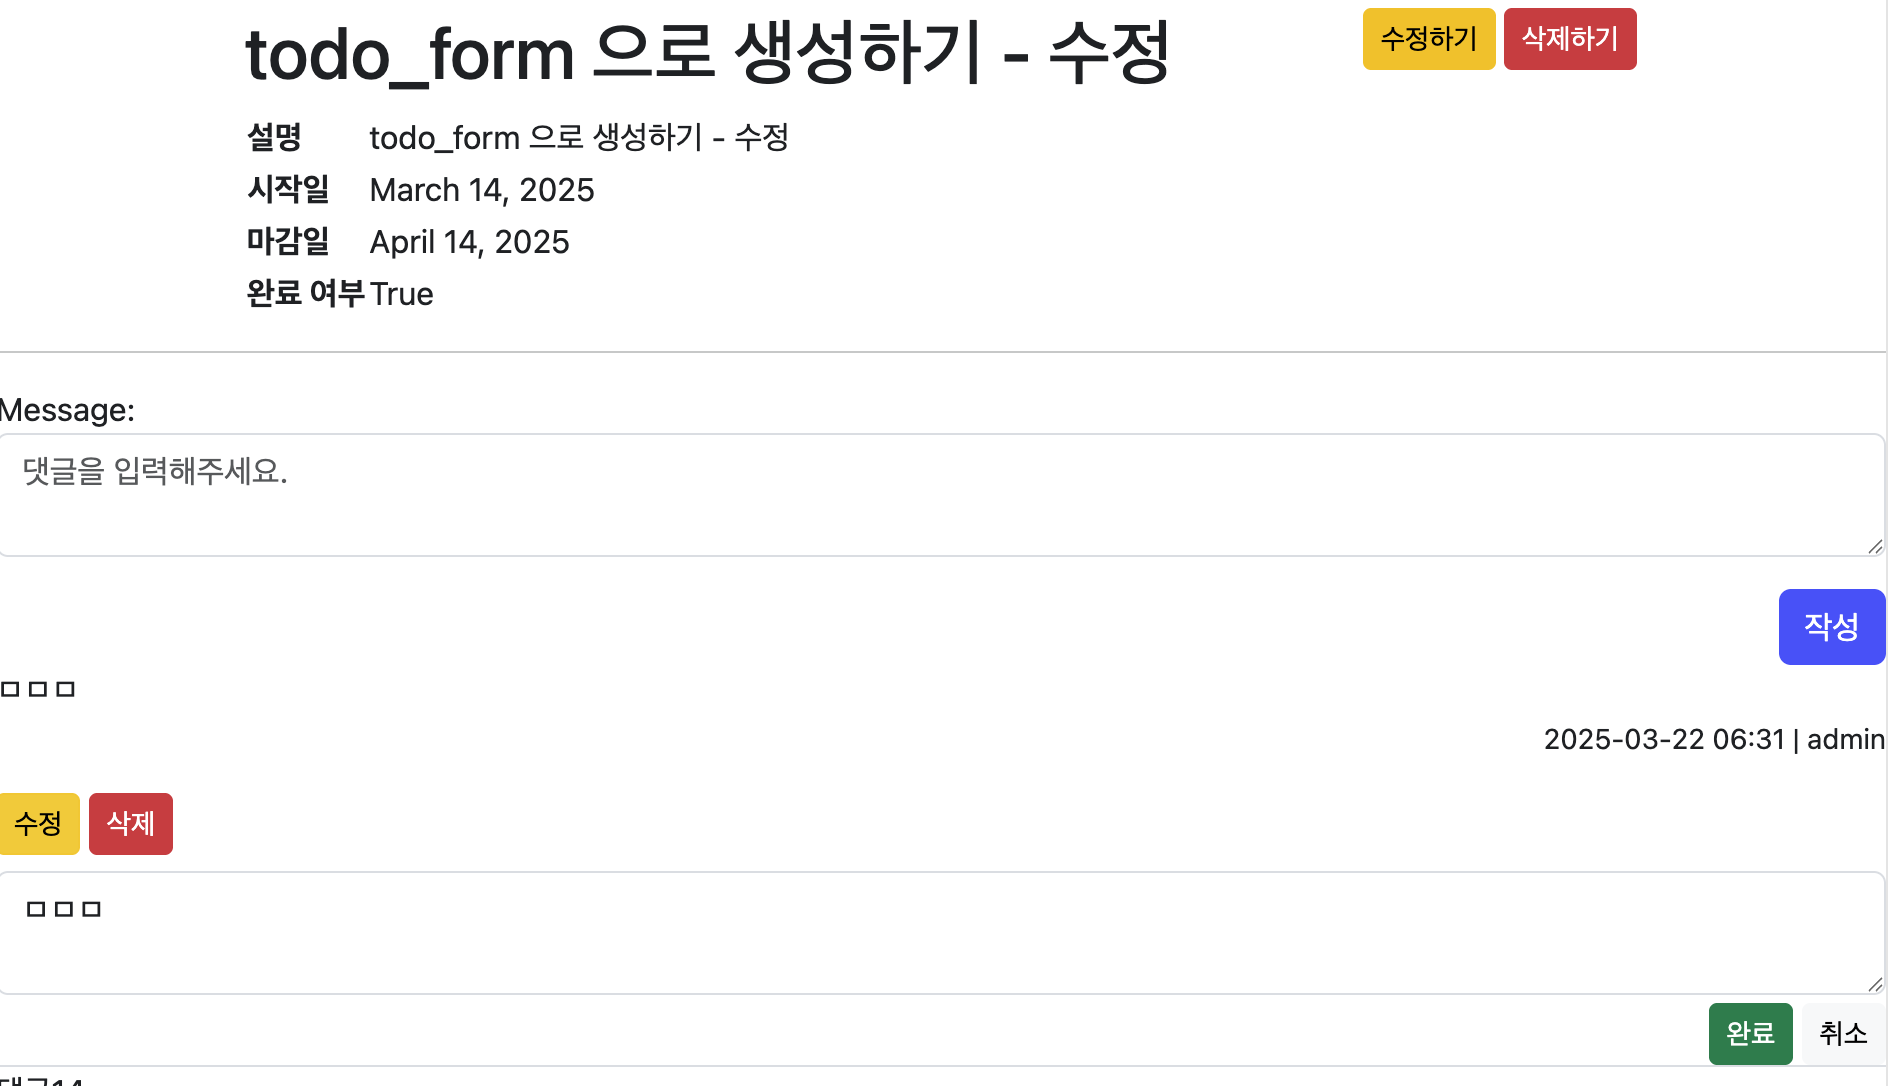 todo_form 으로 생성하기 - 수정
수정하기 삭제하기
설명 todo_form 으로 생성하기 - 수정
시작일 March 14, 2025
마감일 April 14, 2025
완료 여부 True
Message:
댓글을 입력해주세요.
작성
ㅁㅁㅁ
2025-03-22 06:31 | admin
수정 삭제
ㅁㅁㅁ
완료 취소